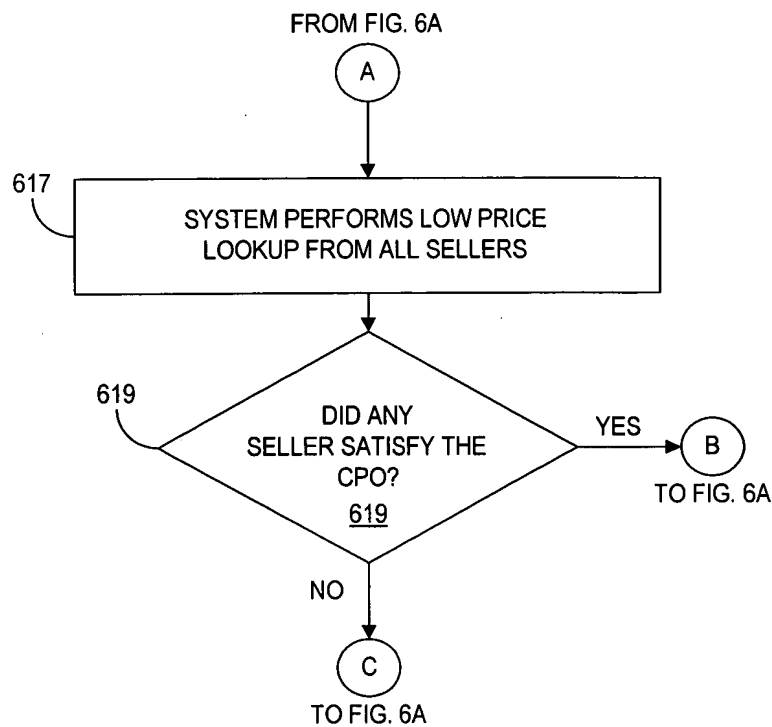 FROM FIG. 6A
A
617
SYSTEM PERFORMS LOW PRICE
LOOKUP FROM ALL SELLERS
619
DID ANY
SELLER SATISFY THE
CPO?
619
YES
B
TO FIG. 6A
NO
C
TO FIG. 6A